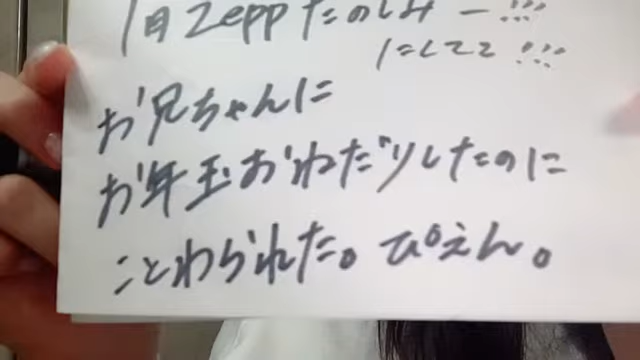 1月Zeppたのしみー!!!
にしてて!!!
お兄ちゃんに
お年玉おねだりしたのに
ことわられた。ぴえん。